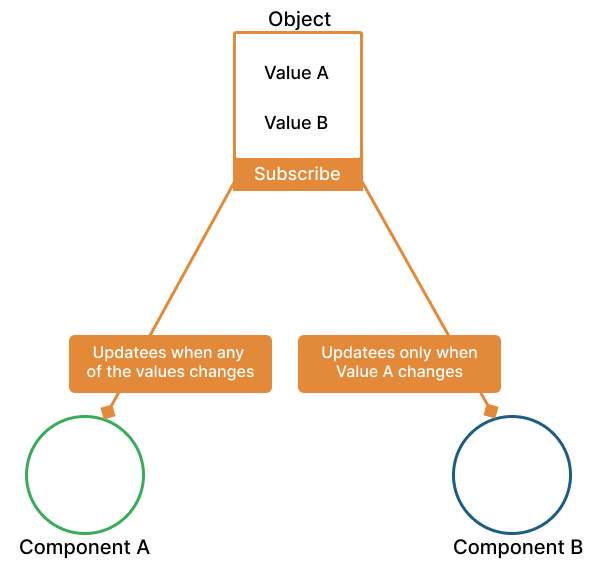 Object
Value A
Value B
Subscribe
Updatees when any
of the values changes
Updatees only when
Value A changes
Component A
Component B